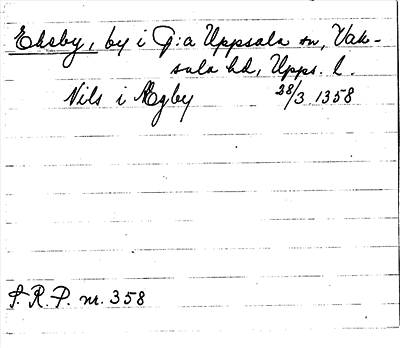 Eksby, by i G:a Uppsala sn, Vak-
sala hd, Upps. l.
Nils i Ægby 28/3 1358
S.R.P. nr. 358